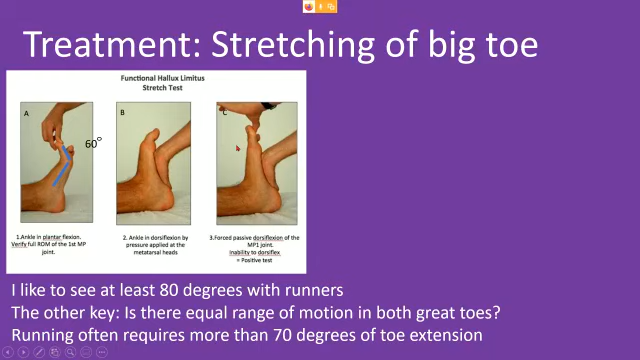 Treatment: Stretching of big toe
Functional Hallux Limitus
Stretch Test
A
60°
B
C
1.Ankle in plantar flexion.
Verify full ROM of the 1st MP
joint.
2. Ankle in dorsiflexion by
pressure applied at the
metatarsal heads
3.Forced passive dorsiflexion of the
MP1 joint.
Inability to dorsiflex
= Positive test
I like to see at least 80 degrees with runners
The other key: Is there equal range of motion in both great toes?
Running often requires more than 70 degrees of toe extension